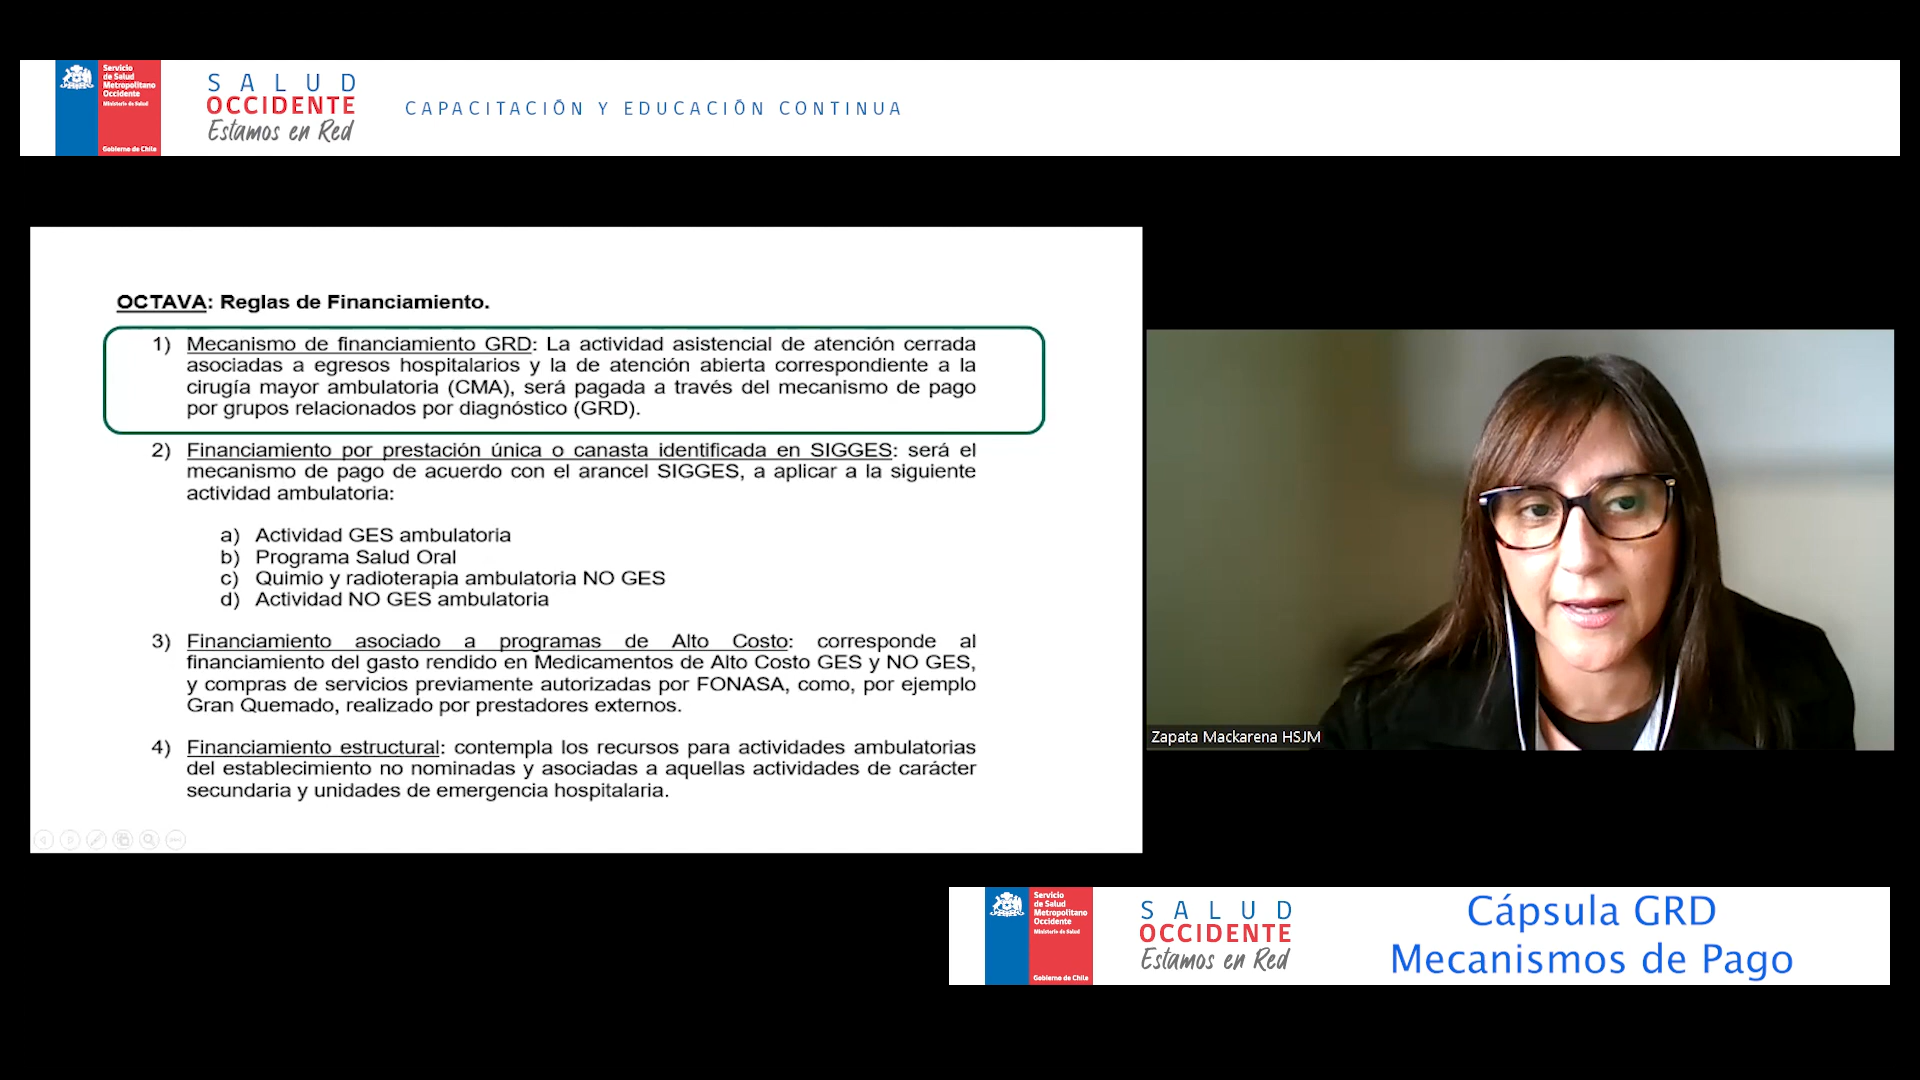 Servicio
de Salud
Metropolitano
Occidente
Ministerio de Salud
Gobierno de Chile
SALUD
OCCIDENTE
Estamos en Red
CAPACITACIÓN Y EDUCACIÓN CONTINUA
OCTAVA: Reglas de Financiamiento.
1) Mecanismo de financiamiento GRD: La actividad asistencial de atención cerrada
asociadas a egresos hospitalarios y la de atención abierta correspondiente a la
cirugía mayor ambulatoria (CMA), será pagada a través del mecanismo de pago
por grupos relacionados por diagnóstico (GRD).
2) Financiamiento por prestación única o canasta identificada en SIGGES: será el
mecanismo de pago de acuerdo con el arancel SIGGES, a aplicar a la siguiente
actividad ambulatoria:
a) Actividad GES ambulatoria
b) Programa Salud Oral
c) Quimio y radioterapia ambulatoria NO GES
d) Actividad NO GES ambulatoria
3) Financiamiento asociado a programas de Alto Costo: corresponde al
financiamiento del gasto rendido en Medicamentos de Alto Costo GES y NO GES,
y compras de servicios previamente autorizadas por FONASA, como, por ejemplo
Gran Quemado, realizado por prestadores externos.
4) Financiamiento estructural: contempla los recursos para actividades ambulatorias
del establecimiento no nominadas y asociadas a aquellas actividades de carácter
secundaria y unidades de emergencia hospitalaria.
Zapata Mackarena HSJM
Servicio
de Salud
Metropolitano
Occidente
Ministerio de Salud
Gobierno de Chile
SALUD
OCCIDENTE
Estamos en Red
Cápsula GRD
Mecanismos de Pago